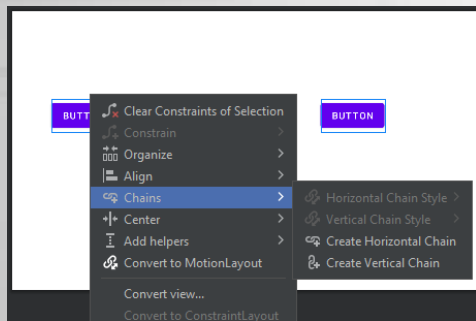 BUTT
BUTTON
Clear Constraints of Selection
Constrain
Organize
Align
Chains
Center
Add helpers
Convert to MotionLayout
Convert view...
Convert to ConstraintLayout
Horizontal Chain Style
Vertical Chain Style
Create Horizontal Chain
Create Vertical Chain